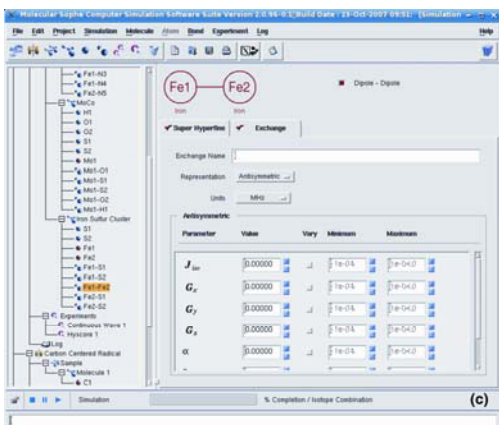 Molecular Sophe Computer Simulation Software Suite Version 2.0.96-0.1[Build Date : 23-Oct-2007 09:51: [Simulation
File Edit Project Simulation Molecule Atom Bond Experiment Log Help
Fe1-N3
Fe1-N4
Fe2-N5
MoCo
H1
O1
O2
S1
S2
Mo1
Mo1-O1
Mo1-S1
Mo1-S2
Mo1-O2
Mo1-H1
Iron Sulfur Cluster
S1
S2
Fe1
Fe2
Fe1-S1
Fe1-S2
Fe1-Fe2
Fe2-S1
Fe2-S2
Experiments
Continuous Wave 1
Hyscore 1
Log
Carbon Centered Radical
Sample
Molecule 1
C1
Fe1 Fe2
Iron Iron
Dipole - Dipole
Super Hyperfine Exchange
Exchange Name
Representation Antisymmetric
Units MHz
Antisymmetric
Parameter Value Vary Minimum Maximum
J iso 0.00000
G x 0.00000
G y 0.00000
G z 0.00000
α 0.00000
Simulation % Completion / Isotope Combination (c)